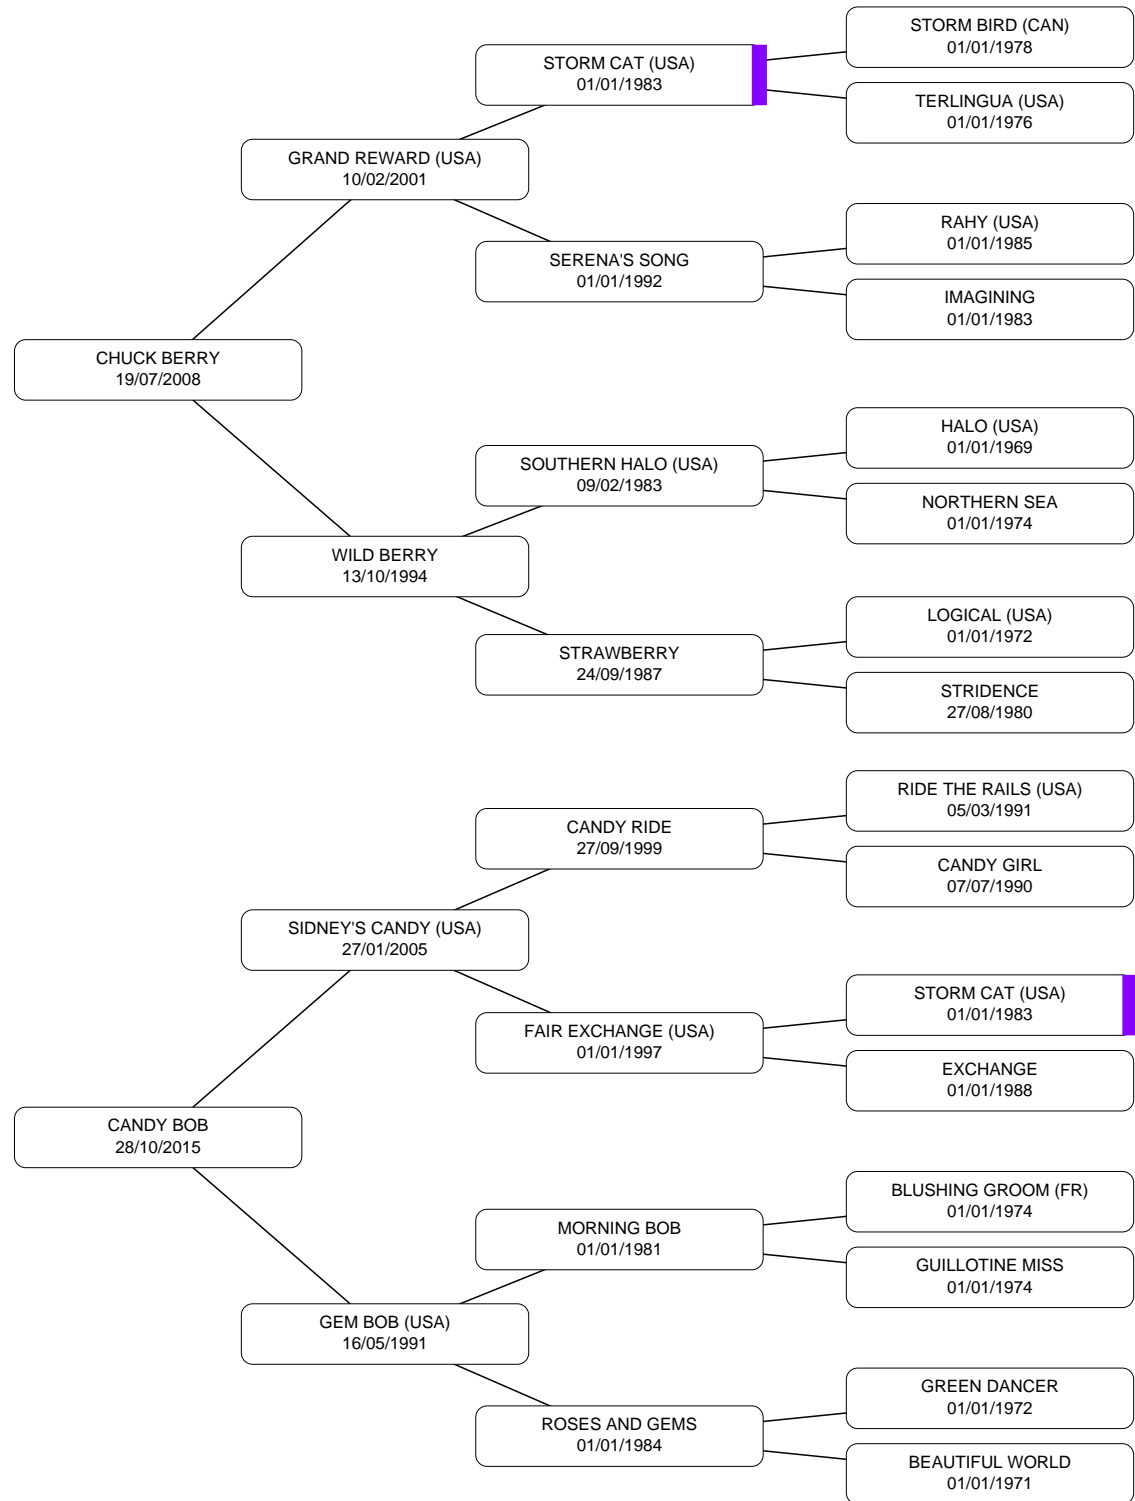 STORM BIRD (CAN)
01/01/1978
STORM CAT (USA)
01/01/1983
TERLINGUA (USA)
01/01/1976
GRAND REWARD (USA)
10/02/2001
RAHY (USA)
01/01/1985
SERENA'S SONG
01/01/1992
IMAGINING
01/01/1983
CHUCK BERRY
19/07/2008
HALO (USA)
01/01/1969
SOUTHERN HALO (USA)
09/02/1983
NORTHERN SEA
01/01/1974
WILD BERRY
13/10/1994
LOGICAL (USA)
01/01/1972
STRAWBERRY
24/09/1987
STRIDENCE
27/08/1980
RIDE THE RAILS (USA)
05/03/1991
CANDY RIDE
27/09/1999
CANDY GIRL
07/07/1990
SIDNEY'S CANDY (USA)
27/01/2005
STORM CAT (USA)
01/01/1983
FAIR EXCHANGE (USA)
01/01/1997
EXCHANGE
01/01/1988
CANDY BOB
28/10/2015
BLUSHING GROOM (FR)
01/01/1974
MORNING BOB
01/01/1981
GUILLOTINE MISS
01/01/1974
GEM BOB (USA)
16/05/1991
GREEN DANCER
01/01/1972
ROSES AND GEMS
01/01/1984
BEAUTIFUL WORLD
01/01/1971